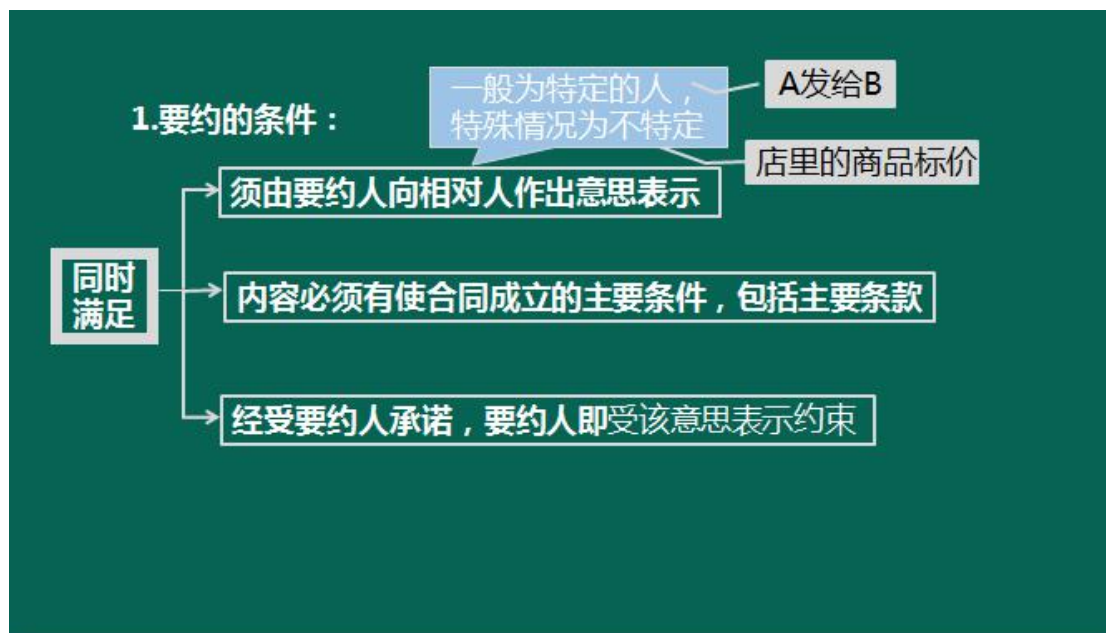 1.要约的条件：
一般为特定的人，
特殊情况为不特定
A发给B
店里的商品标价
须由要约人向相对人作出意思表示
同时
满足
内容必须有使合同成立的主要条件，包括主要条款
经受要约人承诺，要约人即受该意思表示约束